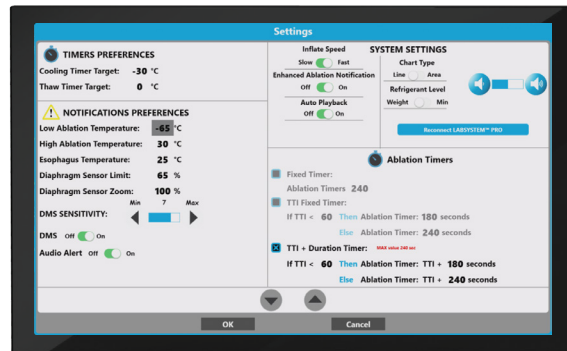 Settings
TIMERS PREFERENCES
Cooling Timer Target: -30 °C
Thaw Timer Target: 0 °C
NOTIFICATIONS PREFERENCES
Low Ablation Temperature: -65 °C
High Ablation Temperature: 30 °C
Esophagus Temperature: 25 °C
Diaphragm Sensor Limit: 65 %
Diaphragm Sensor Zoom: 100 %
Min 7 Max
DMS SENSITIVITY:
DMS Off On
Audio Alert Off On
SYSTEM SETTINGS
Inflate Speed
Slow Fast
Enhanced Ablation Notification
Off On
Auto Playback
Off On
Chart Type
Line Area
Refrigerant Level
Weight Min
Reconnect LABSYSTEM™ PRO
Ablation Timers
Fixed Timer:
Ablation Timers 240
TTI Fixed Timer:
If TTI < 60 Then Ablation Timer: 180 seconds
Else Ablation Timer: 240 seconds
TTI + Duration Timer: MAX value 240 sec
If TTI < 60 Then Ablation Timer: TTI + 180 seconds
Else Ablation Timer: TTI + 240 seconds
OK Cancel